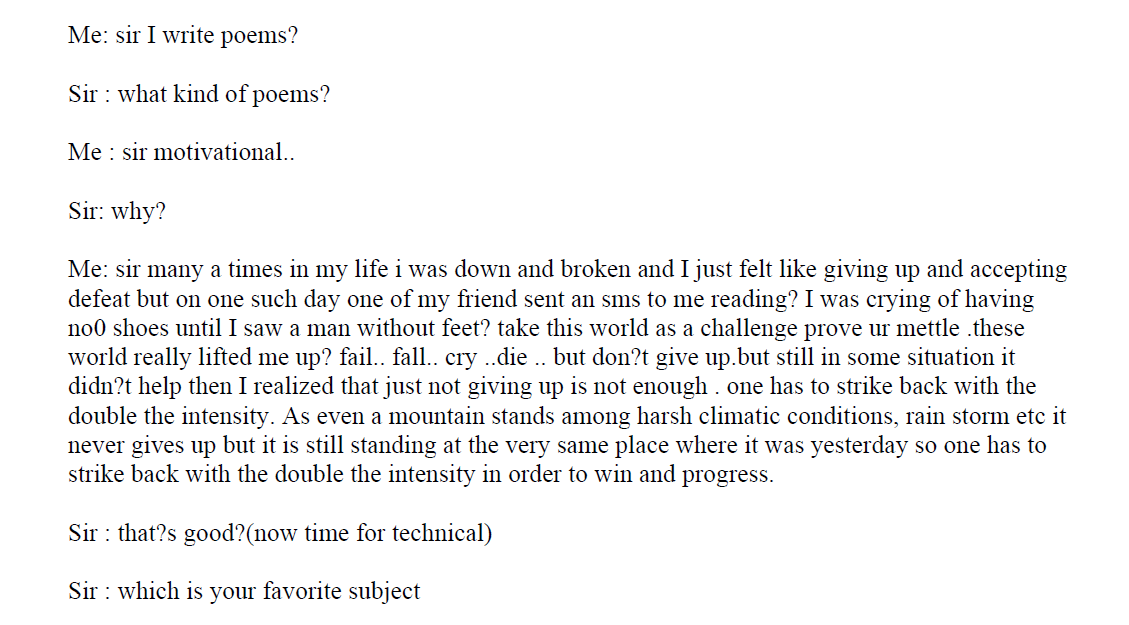 Me: sir I write poems?
Sir : what kind of poems?
Me : sir motivational..
Sir: why?
Me: sir many a times in my life i was down and broken and I just felt like giving up and accepting
defeat but on one such day one of my friend sent an sms to me reading? I was crying of having
no0 shoes until I saw a man without feet? take this world as a challenge prove ur mettle .these
world really lifted me up? fail.. fall.. cry ..die .. but don?t give up.but still in some situation it
didn?t help then I realized that just not giving up is not enough . one has to strike back with the
double the intensity. As even a mountain stands among harsh climatic conditions, rain storm etc it
never gives up but it is still standing at the very same place where it was yesterday so one has to
strike back with the double the intensity in order to win and progress.
Sir : that?s good?(now time for technical)
Sir : which is your favorite subject